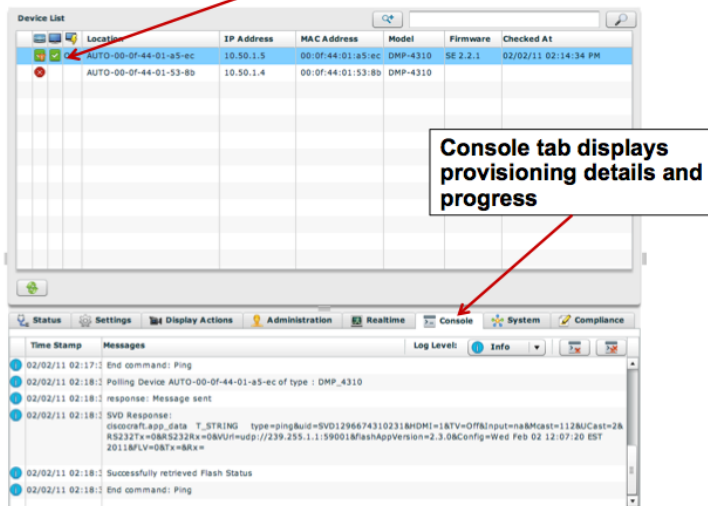 Device List
Location IP Address MAC Address Model Firmware Checked At
AUTO-00-0f-44-01-a5-ec 10.50.1.5 00:0f:44:01:a5:ec DMP-4310 SE 2.2.1 02/02/11 02:14:34 PM
AUTO-00-0f-44-01-53-8b 10.50.1.4 00:0f:44:01:53:8b DMP-4310
Console tab displays
provisioning details and
progress
Status Settings Display Actions Administration Realtime Console System Compliance
Time Stamp Messages Log Level: Info
02/02/11 02:17: End command: Ping
02/02/11 02:18: Polling Device AUTO-00-0f-44-01-a5-ec of type : DMP_4310
02/02/11 02:18: response: Message sent
02/02/11 02:18: SVD Response:
ciscocraft.app_data T_STRING type=ping&uid=SVD1296674310231&HDMI=1&TV=Off&Input=na&Mcast=112&UCast=2&
RS232Tx=0&RS232Rx=0&VUrl=udp://239.255.1.1:59001&flashAppVersion=2.3.0&Config=Wed Feb 02 12:07:20 EST
2011&FLV=0&Tx=&Rx=
02/02/11 02:18: Successfully retrieved Flash Status
02/02/11 02:18: End command: Ping